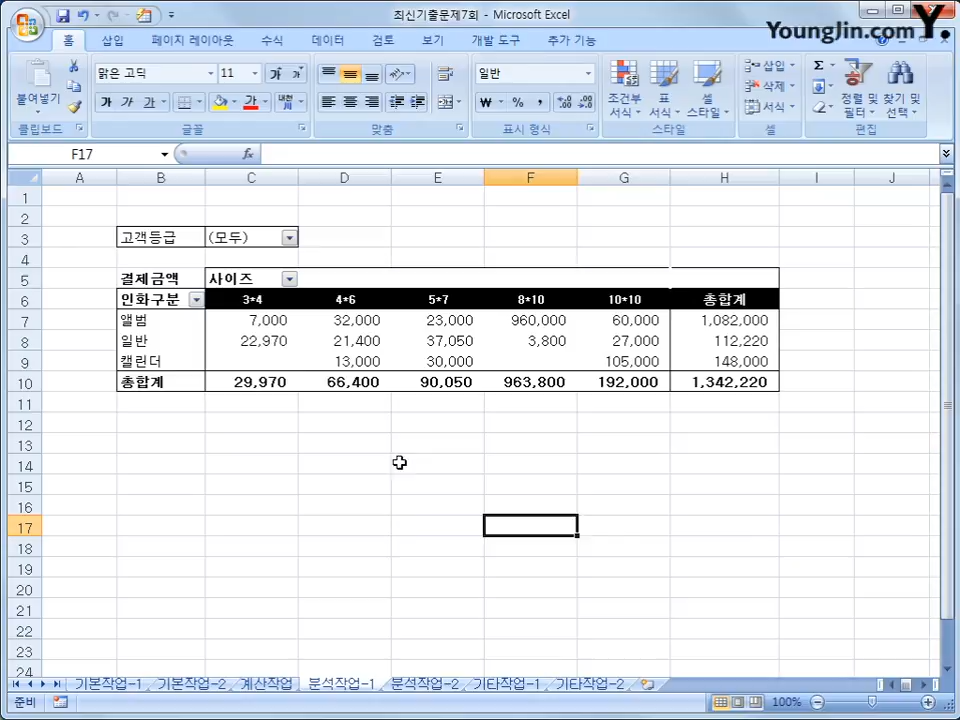 최신기출문제7회 - Microsoft Excel
YoungJin.com Y.
홈 삽입 페이지 레이아웃 수식 데이터 검토 보기 개발 도구 추가 기능
붙여넣기
맑은 고딕 11
가 가 가 가
일반
조건부 서식 표 서식 셀 스타일
삽입 삭제 서식
정렬 및 필터 찾기 및 선택
클립보드 글꼴 맞춤 표시 형식 스타일 셀 편집
F17 fx
A B C D E F G H I J
1
2
3 고객등급 (모두)
4
5 결제금액 사이즈
6 인화구분 3*4 4*6 5*7 8*10 10*10 총합계
7 앨범 7,000 32,000 23,000 960,000 60,000 1,082,000
8 일반 22,970 21,400 37,050 3,800 27,000 112,220
9 캘린더 13,000 30,000 105,000 148,000
10 총합계 29,970 66,400 90,050 963,800 192,000 1,342,220
11
12
13
14
15
16
17
18
19
20
21
22
23
24
기본작업-1 기본작업-2 계산작업 분석작업-1 분석작업-2 기타작업-1 기타작업-2
준비 100%